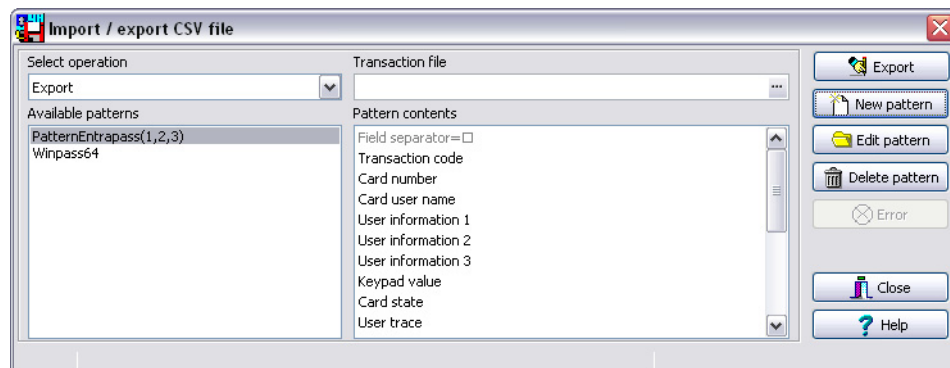 Import / export CSV file
Select operation
Export
Available patterns
PatternEntrapass(1,2,3)
Winpass64
Transaction file
...
Pattern contents
Field separator=□
Transaction code
Card number
Card user name
User information 1
User information 2
User information 3
Keypad value
Card state
User trace
Export
New pattern
Edit pattern
Delete pattern
Error
Close
Help